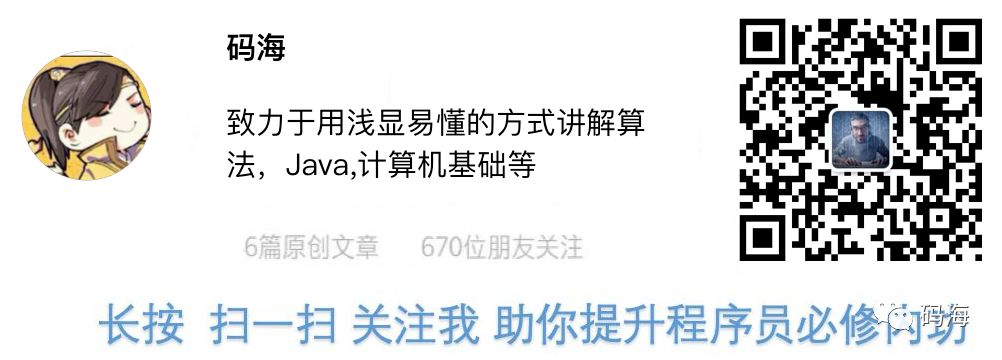 码海
致力于用浅显易懂的方式讲解算
法，Java,计算机基础等
6篇原创文章 670位朋友关注
长按 扫一扫 关注我 助你提升程序员必修内功
码海